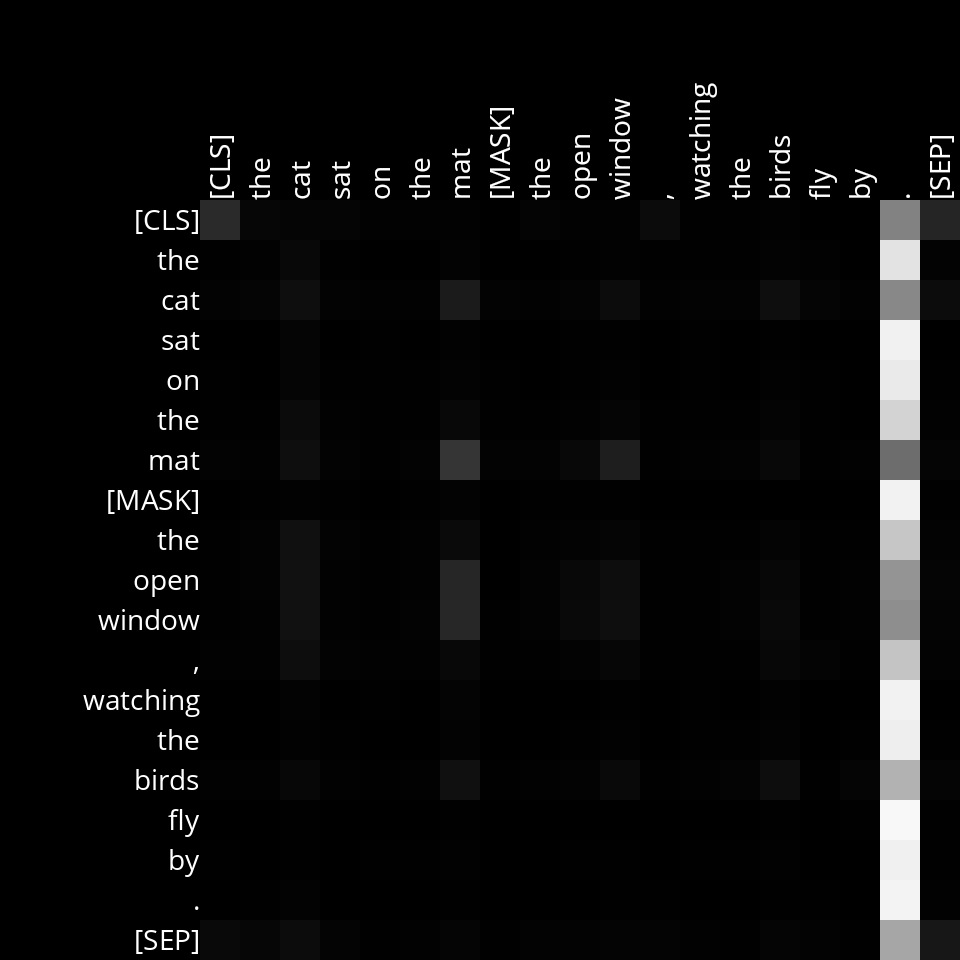 [CLS] the cat sat on the mat [MASK] the open window , watching the birds fly by . [SEP]
[CLS]
the
cat
sat
on
the
mat
[MASK]
the
open
window
,
watching
the
birds
fly
by
.
[SEP]